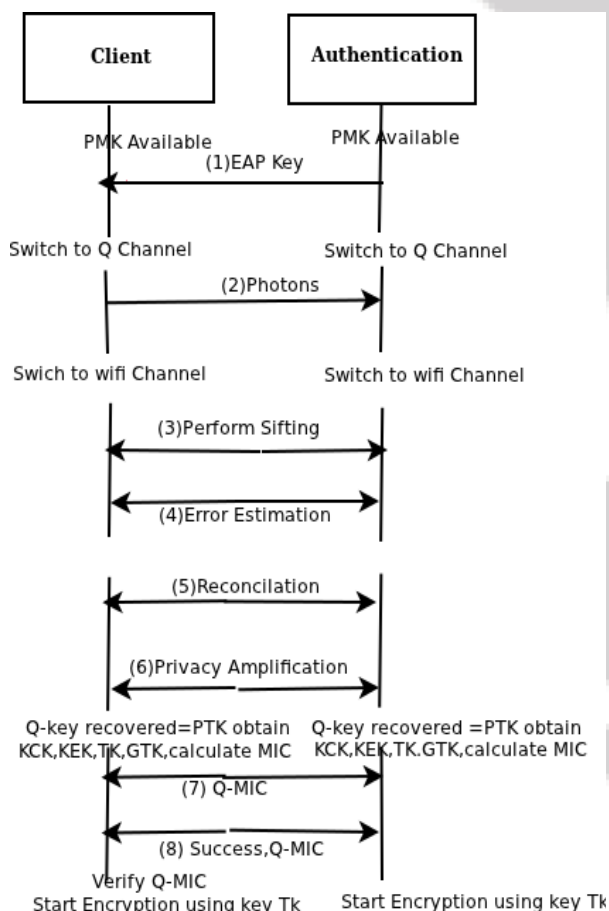 Client
Authentication
PMK Available
PMK Available
(1)EAP Key
Switch to Q Channel
Switch to Q Channel
(2)Photons
Swich to wifi Channel
Switch to wifi Channel
(3)Perform Sifting
(4)Error Estimation
(5)Reconcilation
(6)Privacy Amplification
Q-key recovered=PTK obtain
KCK,KEK,TK,GTK,calculate MIC
Q-key recovered =PTK obtain
KCK,KEK,TK.GTK,calculate MIC
(7) Q-MIC
(8) Success,Q-MIC
Verify Q-MIC
Start Encryption using key Tk
Start Encryption using key Tk